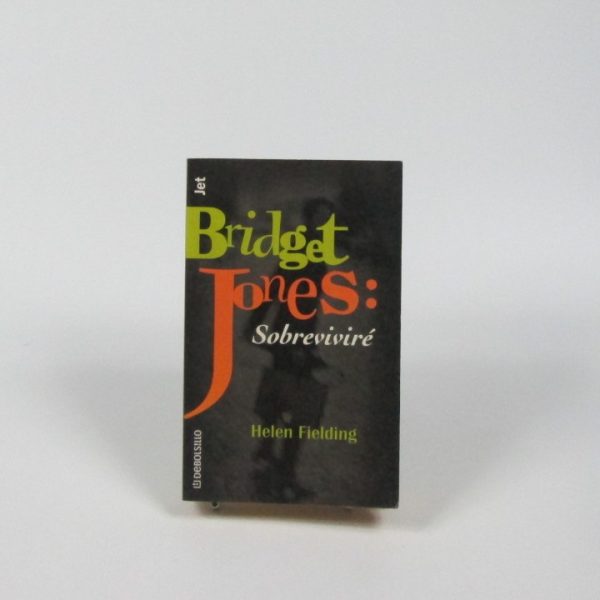 Jet
Bridget
Jones:
Sobreviviré
Helen Fielding
DEBOLSILLO